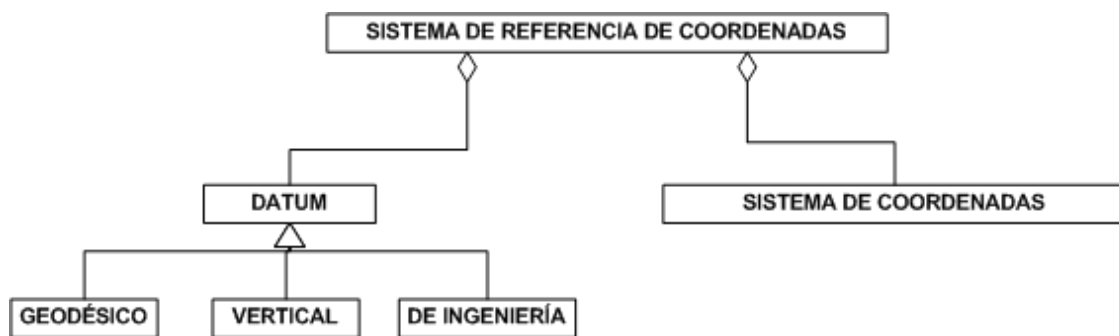 SISTEMA DE REFERENCIA DE COORDENADAS
DATUM
SISTEMA DE COORDENADAS
GEODÉSICO
VERTICAL
DE INGENIERÍA